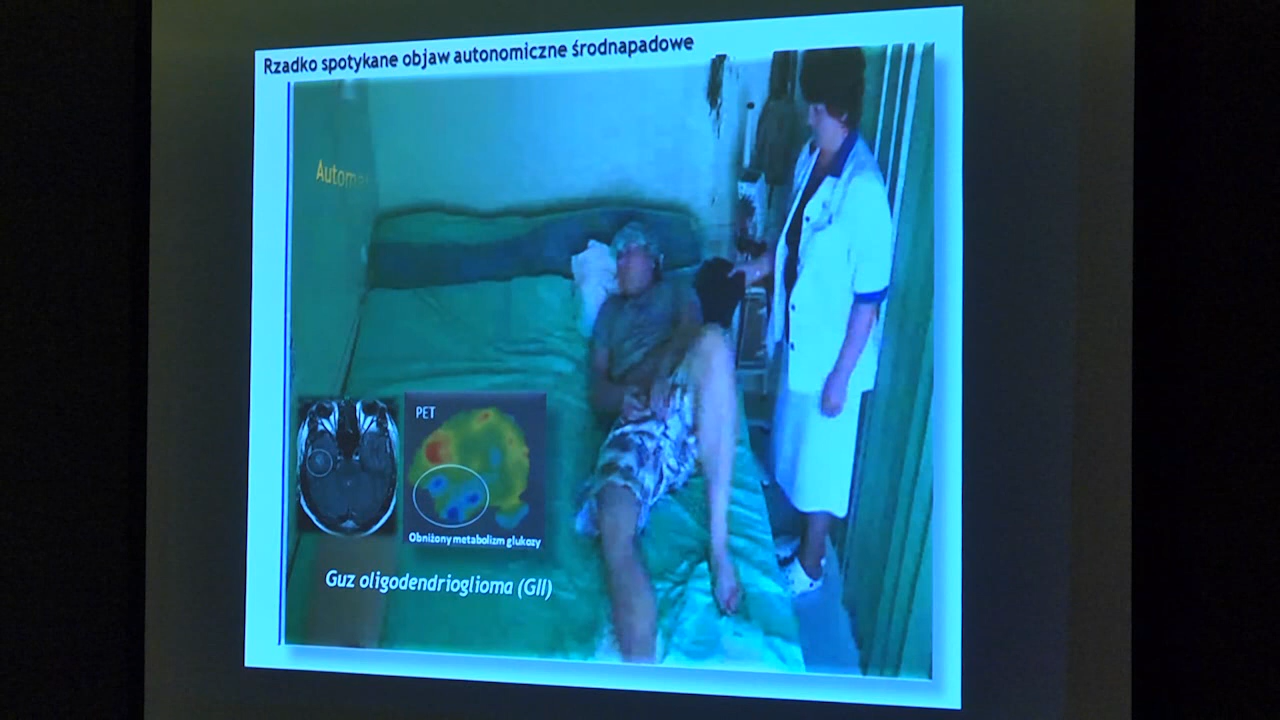 Rzadko spotykane objaw autonomiczne środnapadowe
PET
Obniżony metabolizm glukozy
Guz oligodendrioglioma (GII)